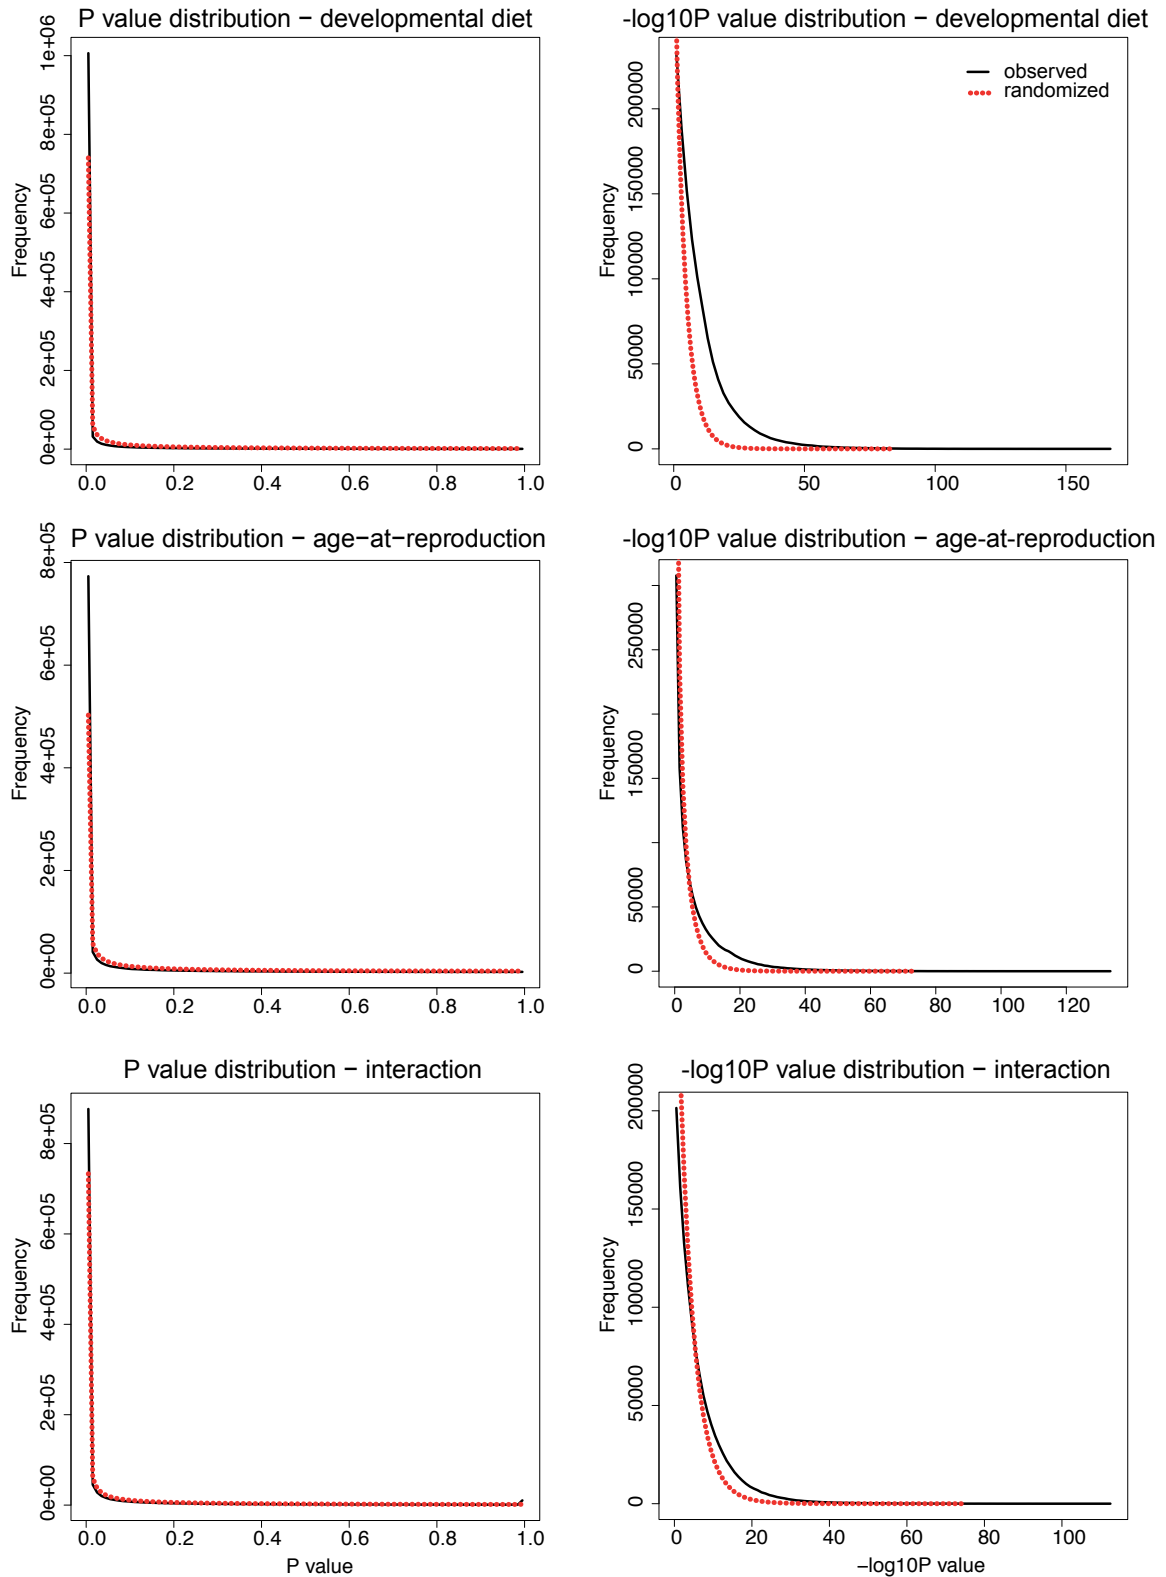 P value distribution − developmental diet
Frequency
0e+00 2e+05 4e+05 6e+05 8e+05 1e+06
0.0 0.2 0.4 0.6 0.8 1.0
-log10P value distribution − developmental diet
observed
randomized
Frequency
0 50000 100000 150000 200000
0 50 100 150
P value distribution − age−at−reproduction
Frequency
0e+00 2e+05 4e+05 6e+05 8e+05
0.0 0.2 0.4 0.6 0.8 1.0
-log10P value distribution − age-at-reproduction
Frequency
0 50000 150000 250000
0 20 40 60 80 100 120
P value distribution − interaction
Frequency
0e+00 2e+05 4e+05 6e+05 8e+05
0.0 0.2 0.4 0.6 0.8 1.0
P value
-log10P value distribution − interaction
Frequency
0 50000 100000 150000 200000
0 20 40 60 80 100
−log10P value